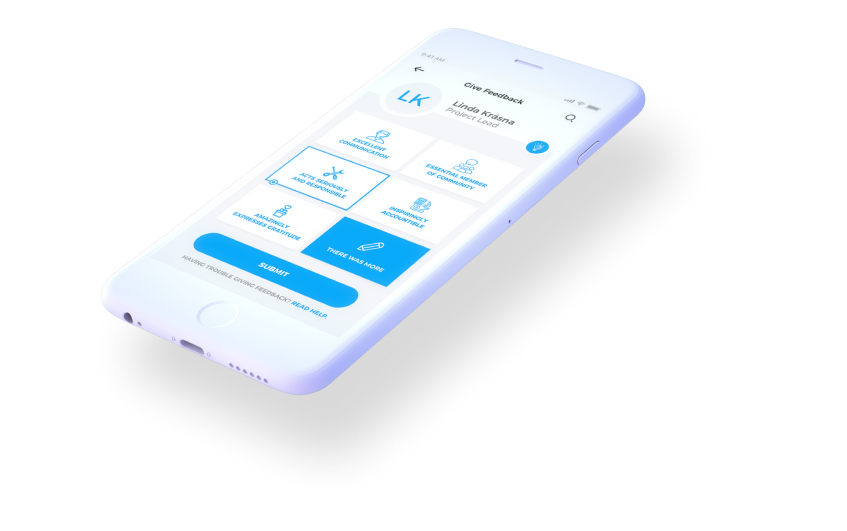 9:41 AM
Give Feedback
LK
Linda Krásna
Project Lead
EXCELLENT
COMMUNICATION
ESSENTIAL MEMBER
OF COMMUNITY
ACTS SERIOUSLY
AND RESPONSIBLE
INSPIRINGLY
ACCOUNTIBLE
AMAZINGLY
EXPRESSES GRATITUDE
THERE WAS MORE
SUBMIT
HAVING TROUBLE GIVING FEEDBACK? READ HELP.